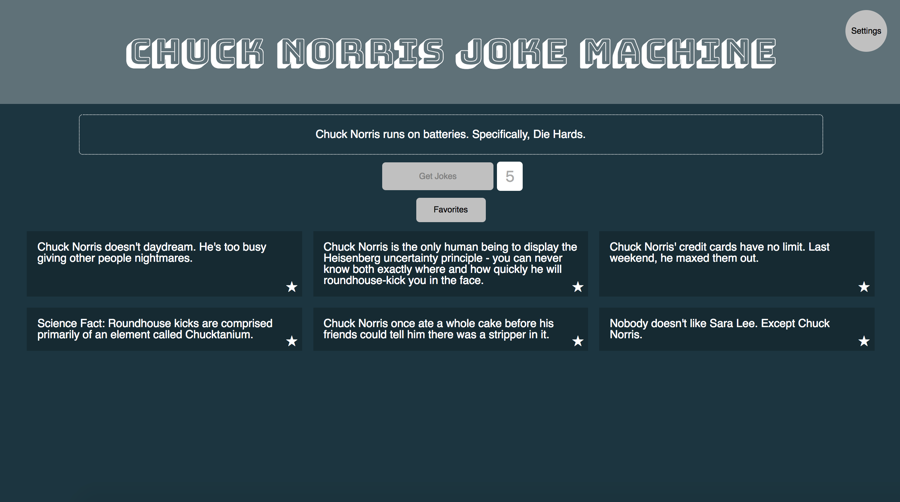 CHUCK NORRIS JOKE MACHINE
Settings
Chuck Norris runs on batteries. Specifically, Die Hards.
Get Jokes
5
Favorites
Chuck Norris doesn't daydream. He's too busy
giving other people nightmares.
Chuck Norris is the only human being to display the
Heisenberg uncertainty principle - you can never
know both exactly where and how quickly he will
roundhouse-kick you in the face.
Chuck Norris' credit cards have no limit. Last
weekend, he maxed them out.
Science Fact: Roundhouse kicks are comprised
primarily of an element called Chucktanium.
Chuck Norris once ate a whole cake before his
friends could tell him there was a stripper in it.
Nobody doesn't like Sara Lee. Except Chuck
Norris.